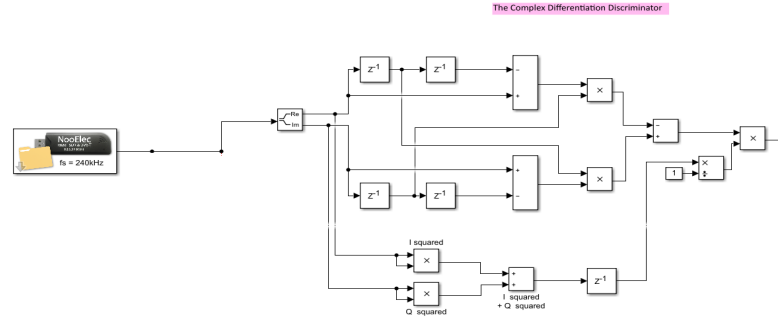 The Complex Differentiation Discriminator
Z-1
Z-1
−
+
×
Re
Im
NooElec
fs = 240kHz
−
+
×
×
÷
1
+
−
×
Z-1
Z-1
I squared
×
+
+
Z-1
×
Q squared
I squared
+ Q squared